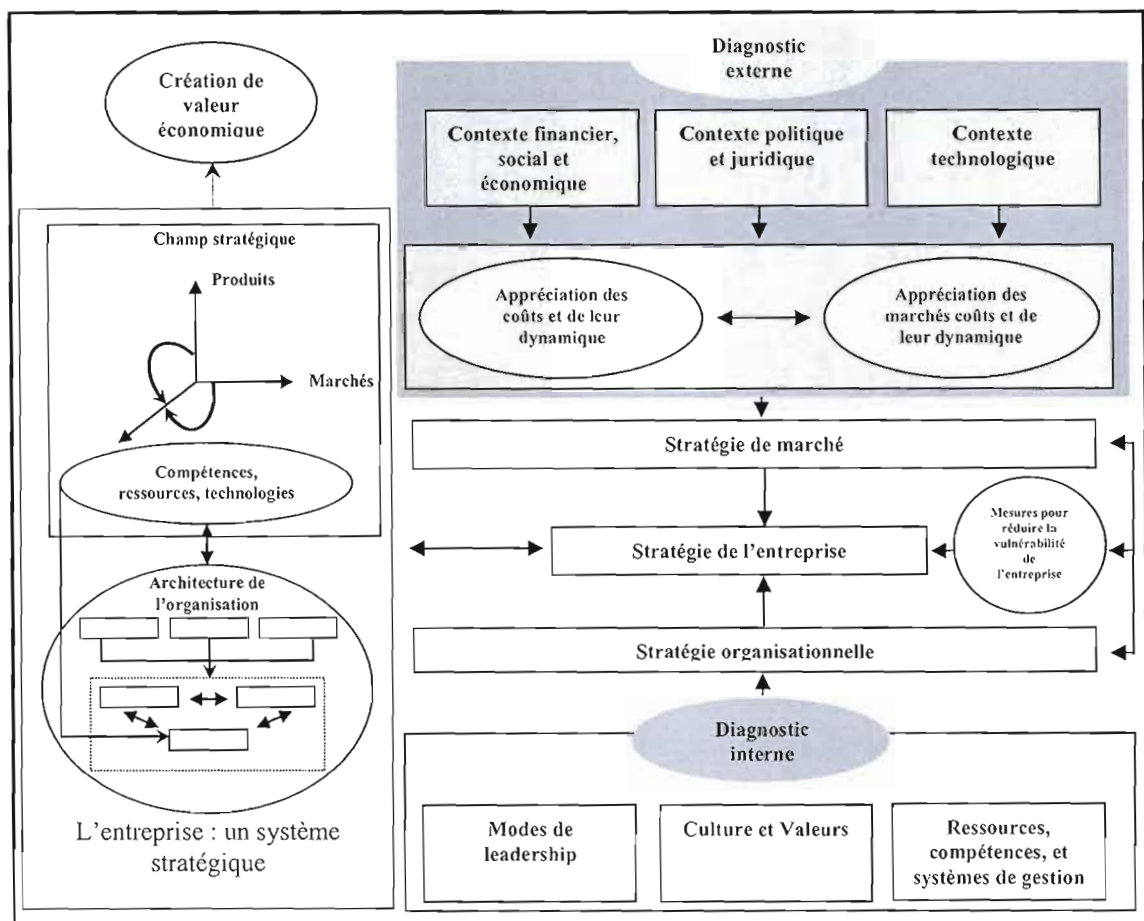 Création de
valeur
économique
Champ stratégique
Produits
Marchés
Compétences,
ressources, technologies
Architecture de
l'organisation
L'entreprise : un système
stratégique
Diagnostic
externe
Contexte financier,
social et
économique
Contexte politique
et juridique
Contexte
technologique
Appréciation des
coûts et de leur
dynamique
Appréciation des
marchés coûts et de
leur dynamique
Stratégie de marché
Stratégie de l'entreprise
Mesures pour
réduire la
vulnérabilité
de
l'entreprise
Stratégie organisationnelle
Diagnostic
interne
Modes de
leadership
Culture et Valeurs
Ressources,
compétences, et
systèmes de gestion